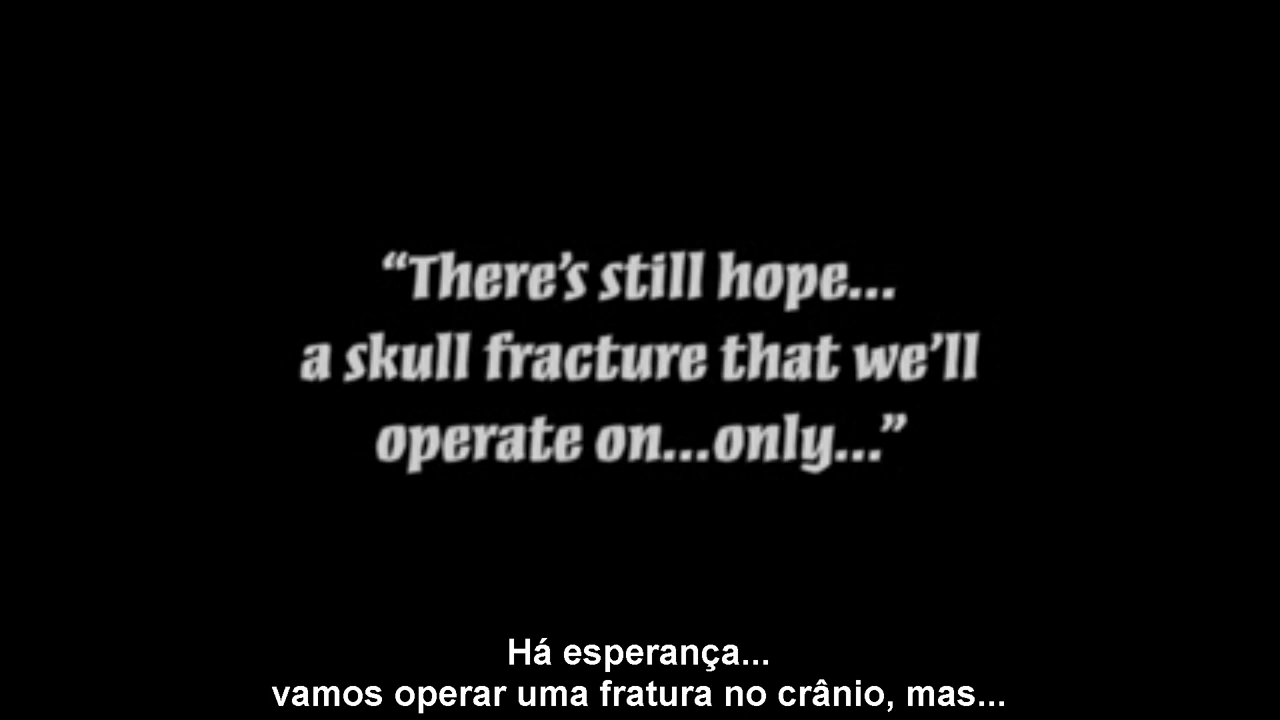 “There’s still hope...
a skull fracture that we’ll
operate on...only...”
Há esperança...
vamos operar uma fratura no crânio, mas...